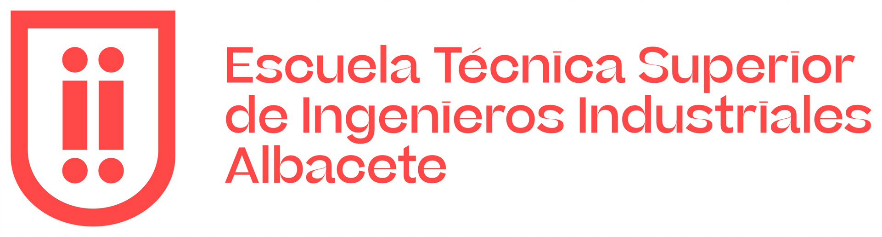 Escuela Técnica Superior
de Ingenieros Industriales
Albacete